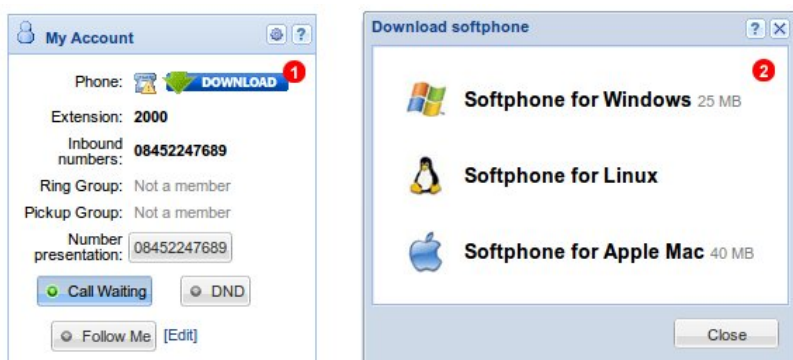 My Account
?
Phone: DOWNLOAD 1
Extension: 2000
Inbound
numbers: 08452247689
Ring Group: Not a member
Pickup Group: Not a member
Number
presentation: 08452247689
Call Waiting DND
Follow Me [Edit]
Download softphone ? X
2
Softphone for Windows 25 MB
Softphone for Linux
Softphone for Apple Mac 40 MB
Close